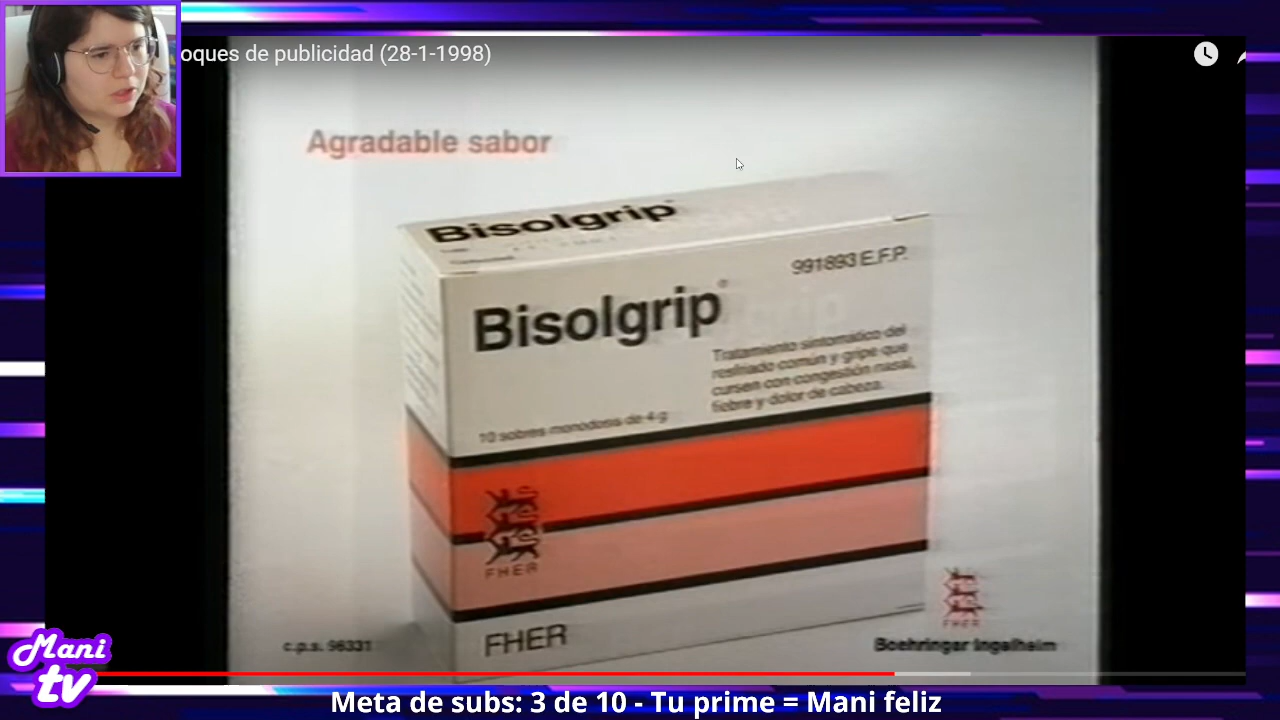 oques de publicidad (28-1-1998)
Agradable sabor
Bisolgrip
991893 E.F.P.
Bisolgrip
Tratamiento sintomático del
resfriado común y gripe que
cursen con congestión nasal,
fiebre y dolor de cabeza.
10 sobres monodosis de 4 g
FHER
FHER
FHER
c.p.s. 96331
Boehringer Ingelheim
Mani
tv
Meta de subs: 3 de 10 - Tu prime = Mani feliz